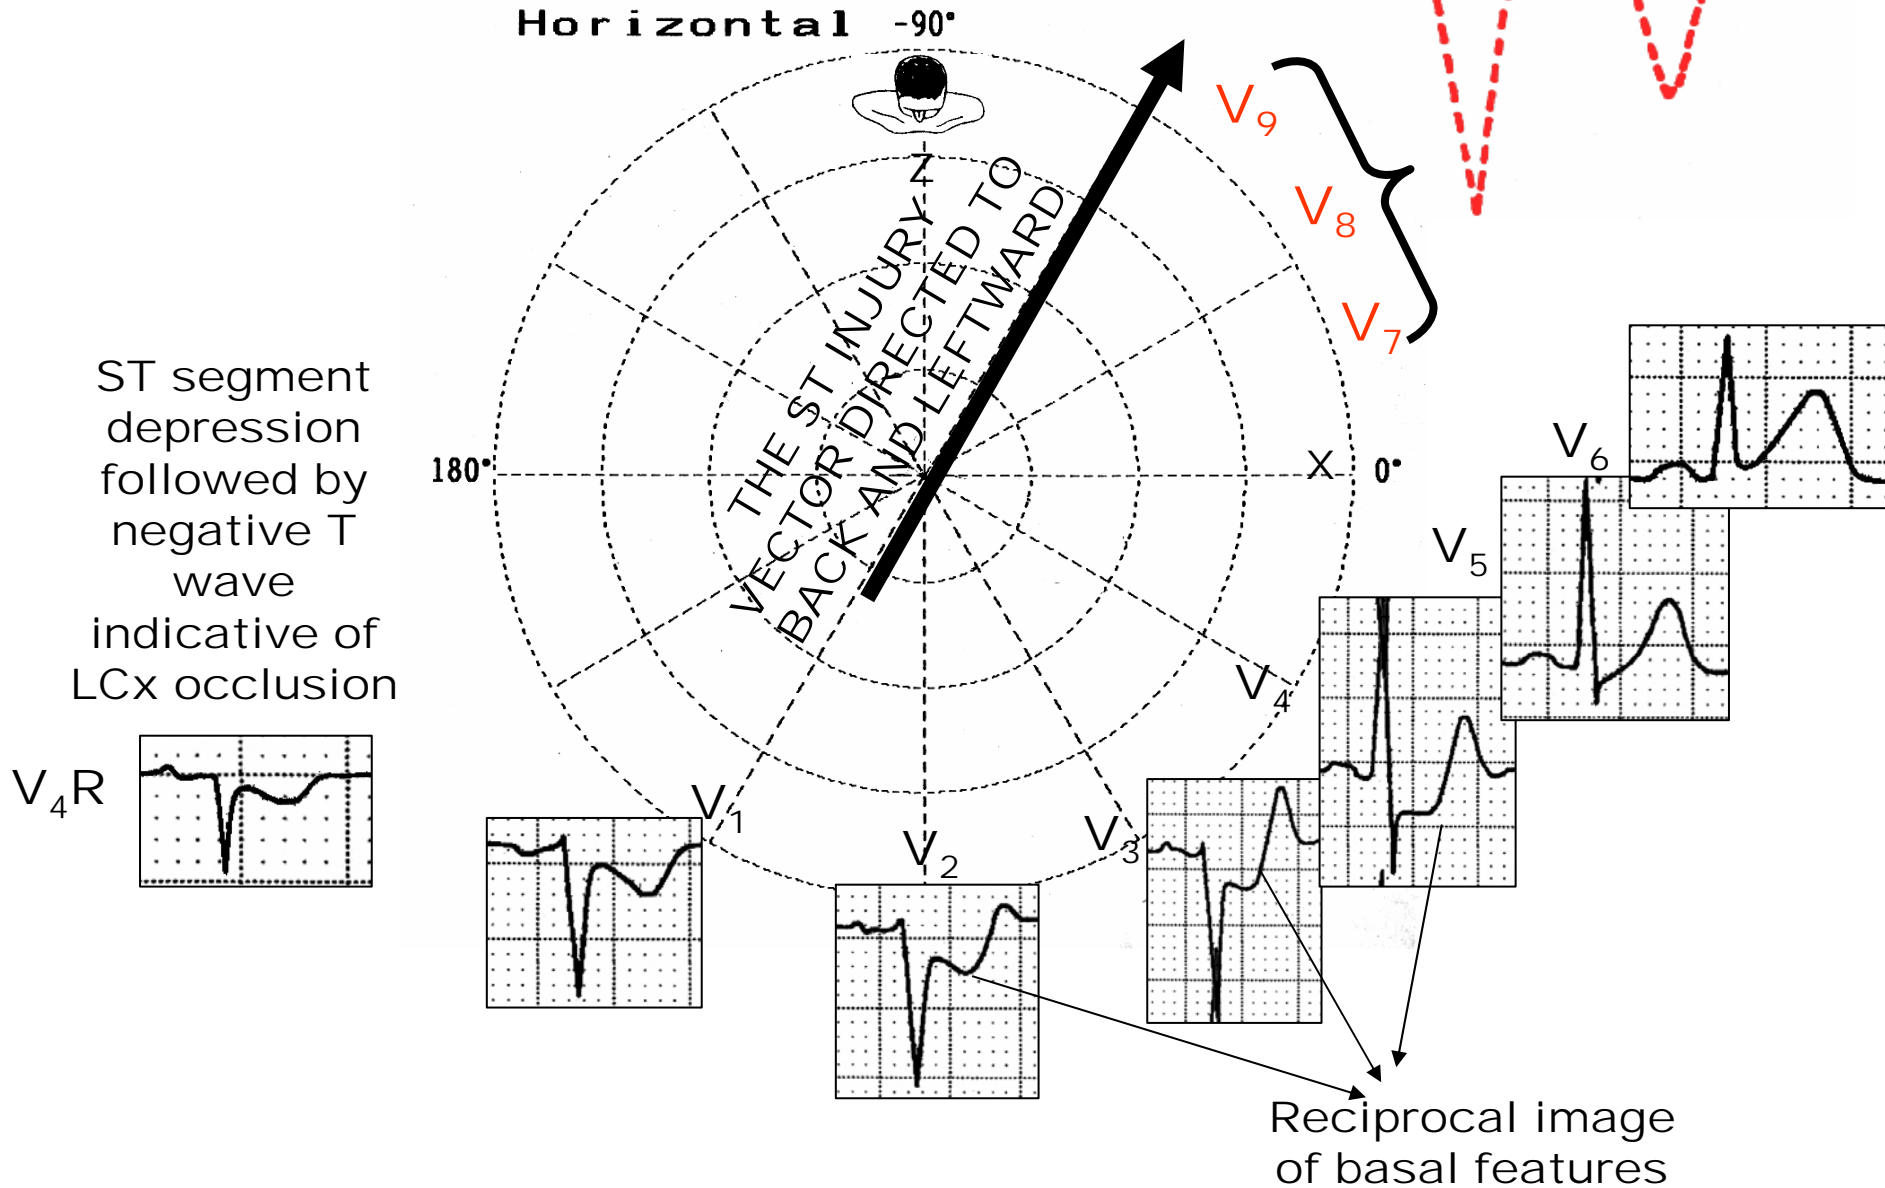 Horizontal -90°
V9
V8
V7
Z
THE ST INJURY
VECTOR DIRECTED TO
BACK AND LEFTWARD
180°
X
0°
ST segment
depression
followed by
negative T
wave
indicative of
LCx occlusion
V4R
V1
V2
V3
V4
V5
V6
Reciprocal image
of basal features